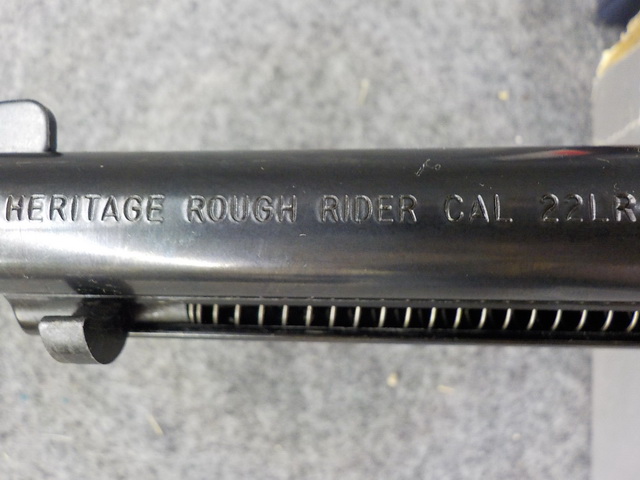 HERITAGE ROUGH RIDER CAL. 22LR